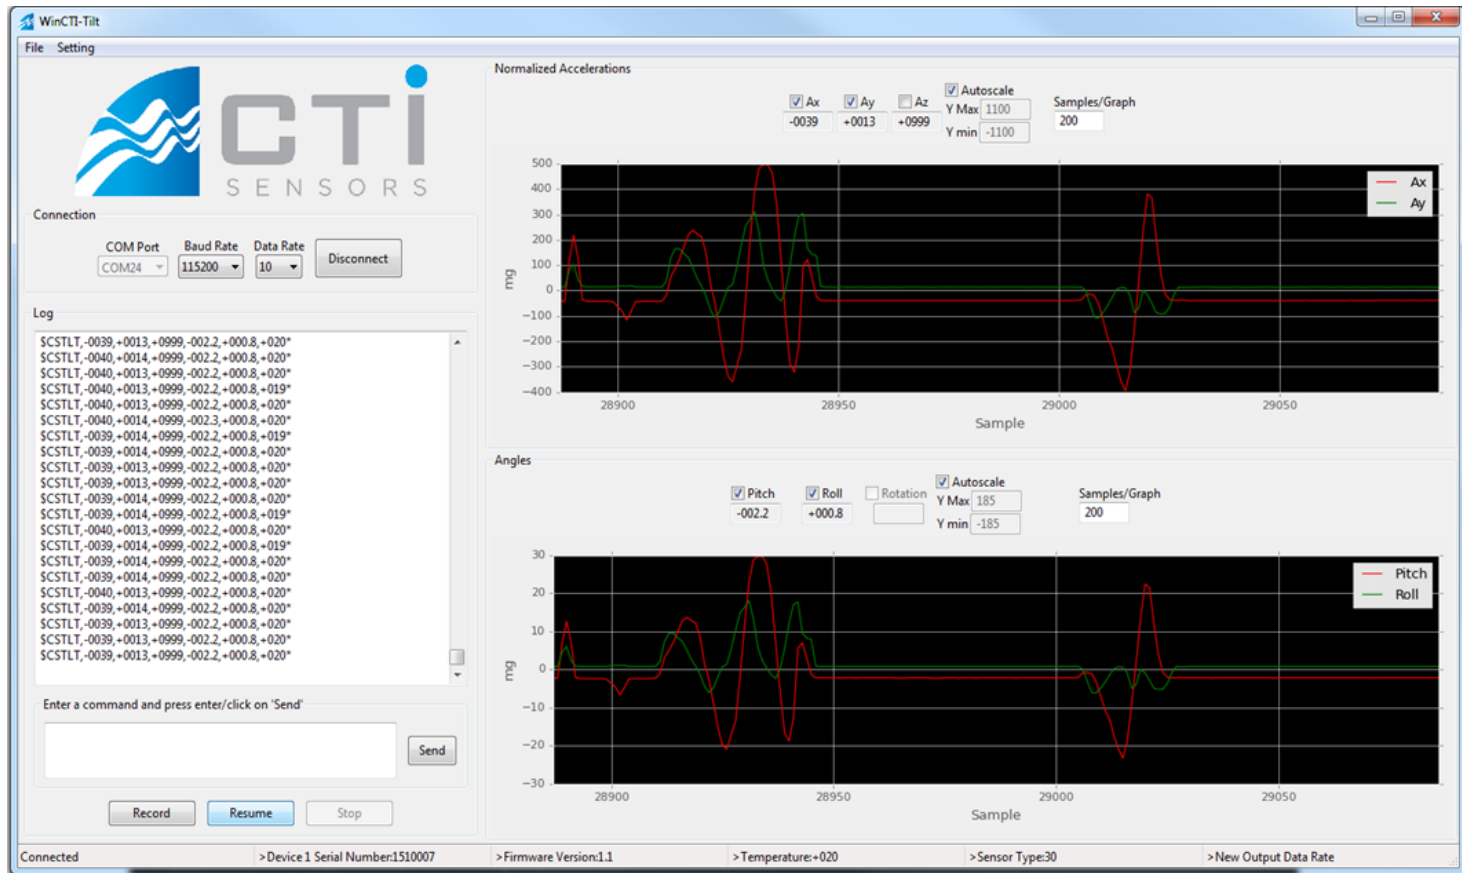 WinCTI-Tilt
File Setting
CTi
SENSORS
Connection
COM Port Baud Rate Data Rate
COM24 115200 10 Disconnect
Log
$CSTLT,-0039,+0013,+0999,-002.2,+000.8,+020*
$CSTLT,-0040,+0014,+0999,-002.2,+000.8,+020*
$CSTLT,-0040,+0013,+0999,-002.2,+000.8,+020*
$CSTLT,-0040,+0013,+0999,-002.2,+000.8,+019*
$CSTLT,-0040,+0013,+0999,-002.2,+000.8,+020*
$CSTLT,-0040,+0014,+0999,-002.3,+000.8,+020*
$CSTLT,-0039,+0014,+0999,-002.2,+000.8,+019*
$CSTLT,-0039,+0014,+0999,-002.2,+000.8,+020*
$CSTLT,-0039,+0013,+0999,-002.2,+000.8,+020*
$CSTLT,-0039,+0013,+0999,-002.2,+000.8,+020*
$CSTLT,-0039,+0014,+0999,-002.2,+000.8,+020*
$CSTLT,-0039,+0014,+0999,-002.2,+000.8,+019*
$CSTLT,-0040,+0013,+0999,-002.2,+000.8,+020*
$CSTLT,-0039,+0014,+0999,-002.2,+000.8,+019*
$CSTLT,-0039,+0014,+0999,-002.2,+000.8,+020*
$CSTLT,-0039,+0014,+0999,-002.2,+000.8,+020*
$CSTLT,-0040,+0013,+0999,-002.2,+000.8,+020*
$CSTLT,-0039,+0014,+0999,-002.2,+000.8,+020*
$CSTLT,-0039,+0013,+0999,-002.2,+000.8,+020*
$CSTLT,-0039,+0013,+0999,-002.2,+000.8,+020*
$CSTLT,-0039,+0013,+0999,-002.2,+000.8,+020*
Enter a command and press enter/click on 'Send'
Send
Record Resume Stop
Normalized Accelerations
Ax Ay Az Autoscale Samples/Graph
-0039 +0013 +0999 Y Max 1100 200
Y min -1100
500
400
300
200
100
0
−100
−200
−300
−400
mg
Ax
Ay
28900 28950 29000 29050
Sample
Angles
Pitch Roll Rotation Autoscale Samples/Graph
-002.2 +000.8 Y Max 185 200
Y min -185
30
20
10
0
−10
−20
−30
mg
Pitch
Roll
28900 28950 29000 29050
Sample
Connected >Device 1 Serial Number:1510007 >Firmware Version:1.1 >Temperature:+020 >Sensor Type:30 >New Output Data Rate